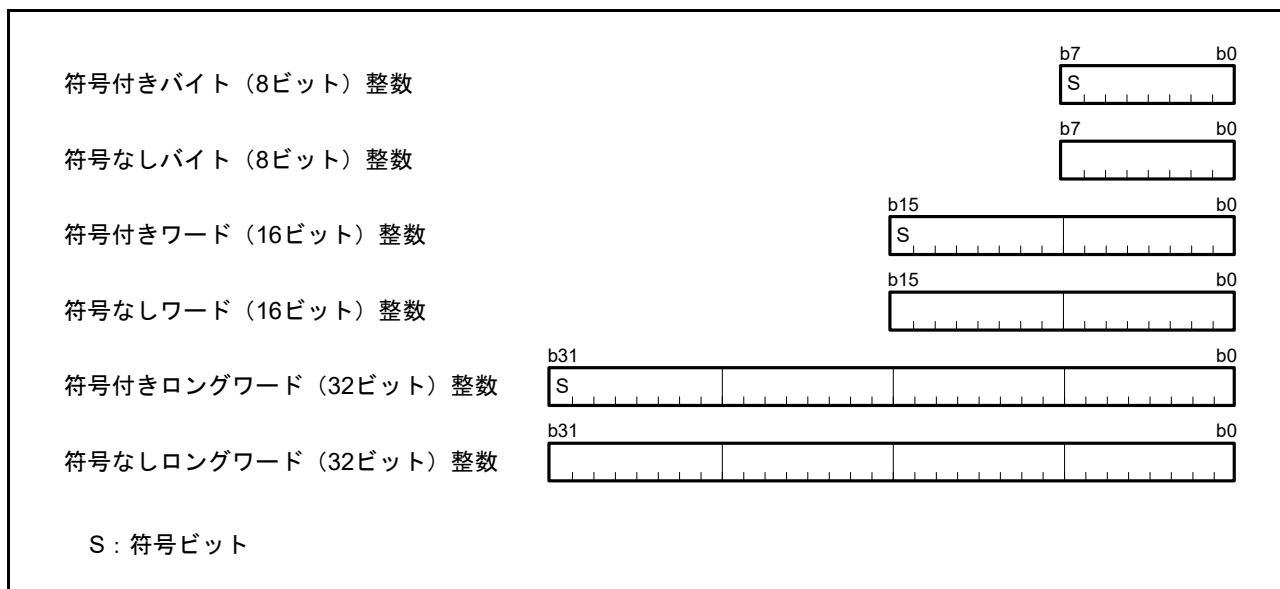 b7 b0
符号付きバイト（8ビット）整数 S
b7 b0
符号なしバイト（8ビット）整数
b15 b0
符号付きワード（16ビット）整数 S
b15 b0
符号なしワード（16ビット）整数
b31 b0
符号付きロングワード（32ビット）整数 S
b31 b0
符号なしロングワード（32ビット）整数
S：符号ビット